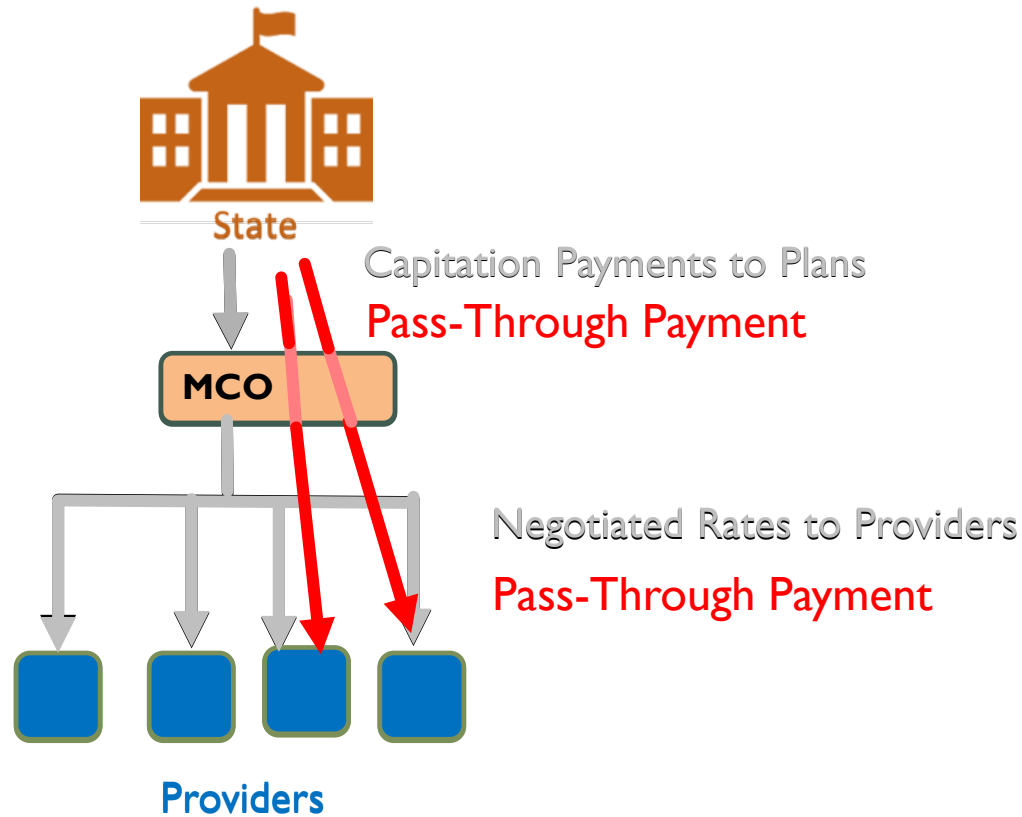 State
Capitation Payments to Plans
Pass-Through Payment
MCO
Negotiated Rates to Providers
Pass-Through Payment
Providers